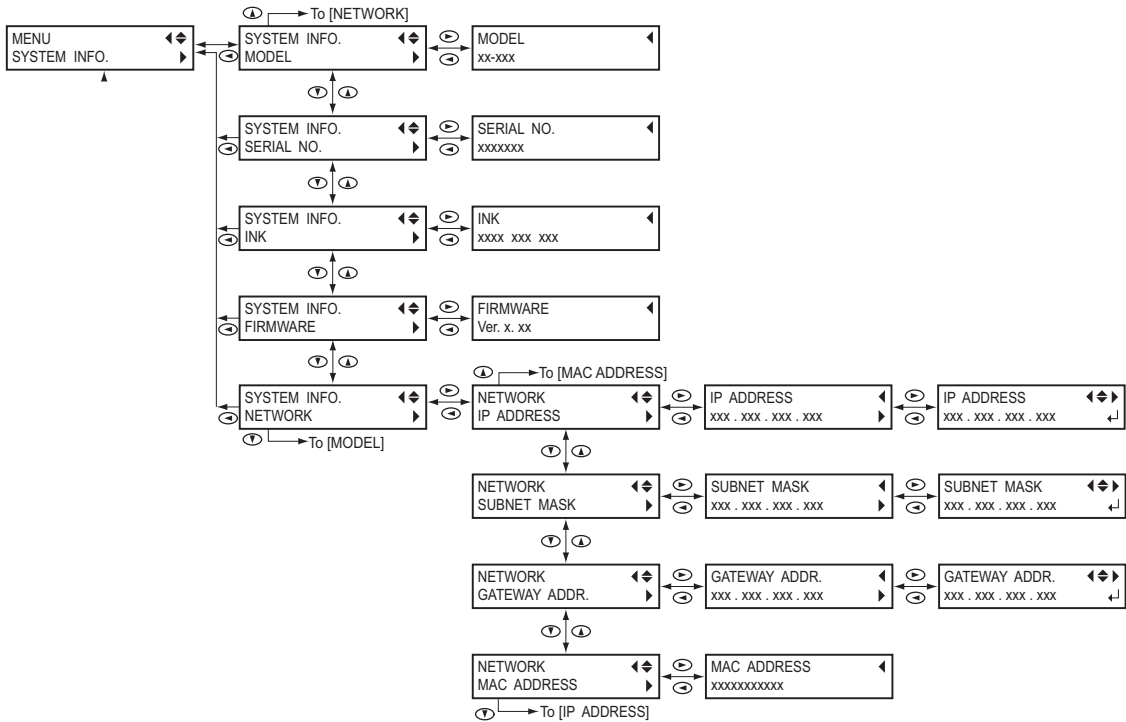 To [NETWORK]
MENU
SYSTEM INFO.
SYSTEM INFO.
MODEL
MODEL
xx-xxx
SYSTEM INFO.
SERIAL NO.
SERIAL NO.
xxxxxxx
SYSTEM INFO.
INK
INK
xxxx xxx xxx
SYSTEM INFO.
FIRMWARE
FIRMWARE
Ver. x. xx
To [MAC ADDRESS]
SYSTEM INFO.
NETWORK
NETWORK
IP ADDRESS
IP ADDRESS
xxx . xxx . xxx . xxx
IP ADDRESS
xxx . xxx . xxx . xxx
To [MODEL]
NETWORK
SUBNET MASK
SUBNET MASK
xxx . xxx . xxx . xxx
SUBNET MASK
xxx . xxx . xxx . xxx
NETWORK
GATEWAY ADDR.
GATEWAY ADDR.
xxx . xxx . xxx . xxx
GATEWAY ADDR.
xxx . xxx . xxx . xxx
NETWORK
MAC ADDRESS
MAC ADDRESS
xxxxxxxxxxx
To [IP ADDRESS]